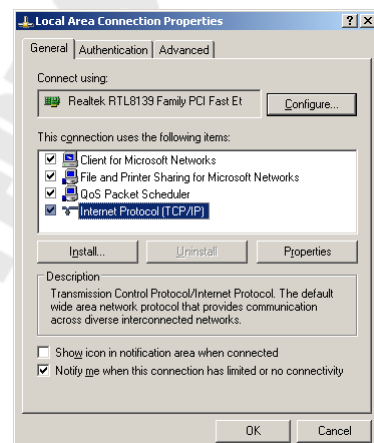 Local Area Connection Properties
General Authentication Advanced
Connect using:
Realtek RTL8139 Family PCI Fast Et Configure...
This connection uses the following items:
Client for Microsoft Networks
File and Printer Sharing for Microsoft Networks
QoS Packet Scheduler
Internet Protocol (TCP/IP)
Install... Uninstall Properties
Description
Transmission Control Protocol/Internet Protocol. The default
wide area network protocol that provides communication
across diverse interconnected networks.
Show icon in notification area when connected
Notify me when this connection has limited or no connectivity
OK Cancel